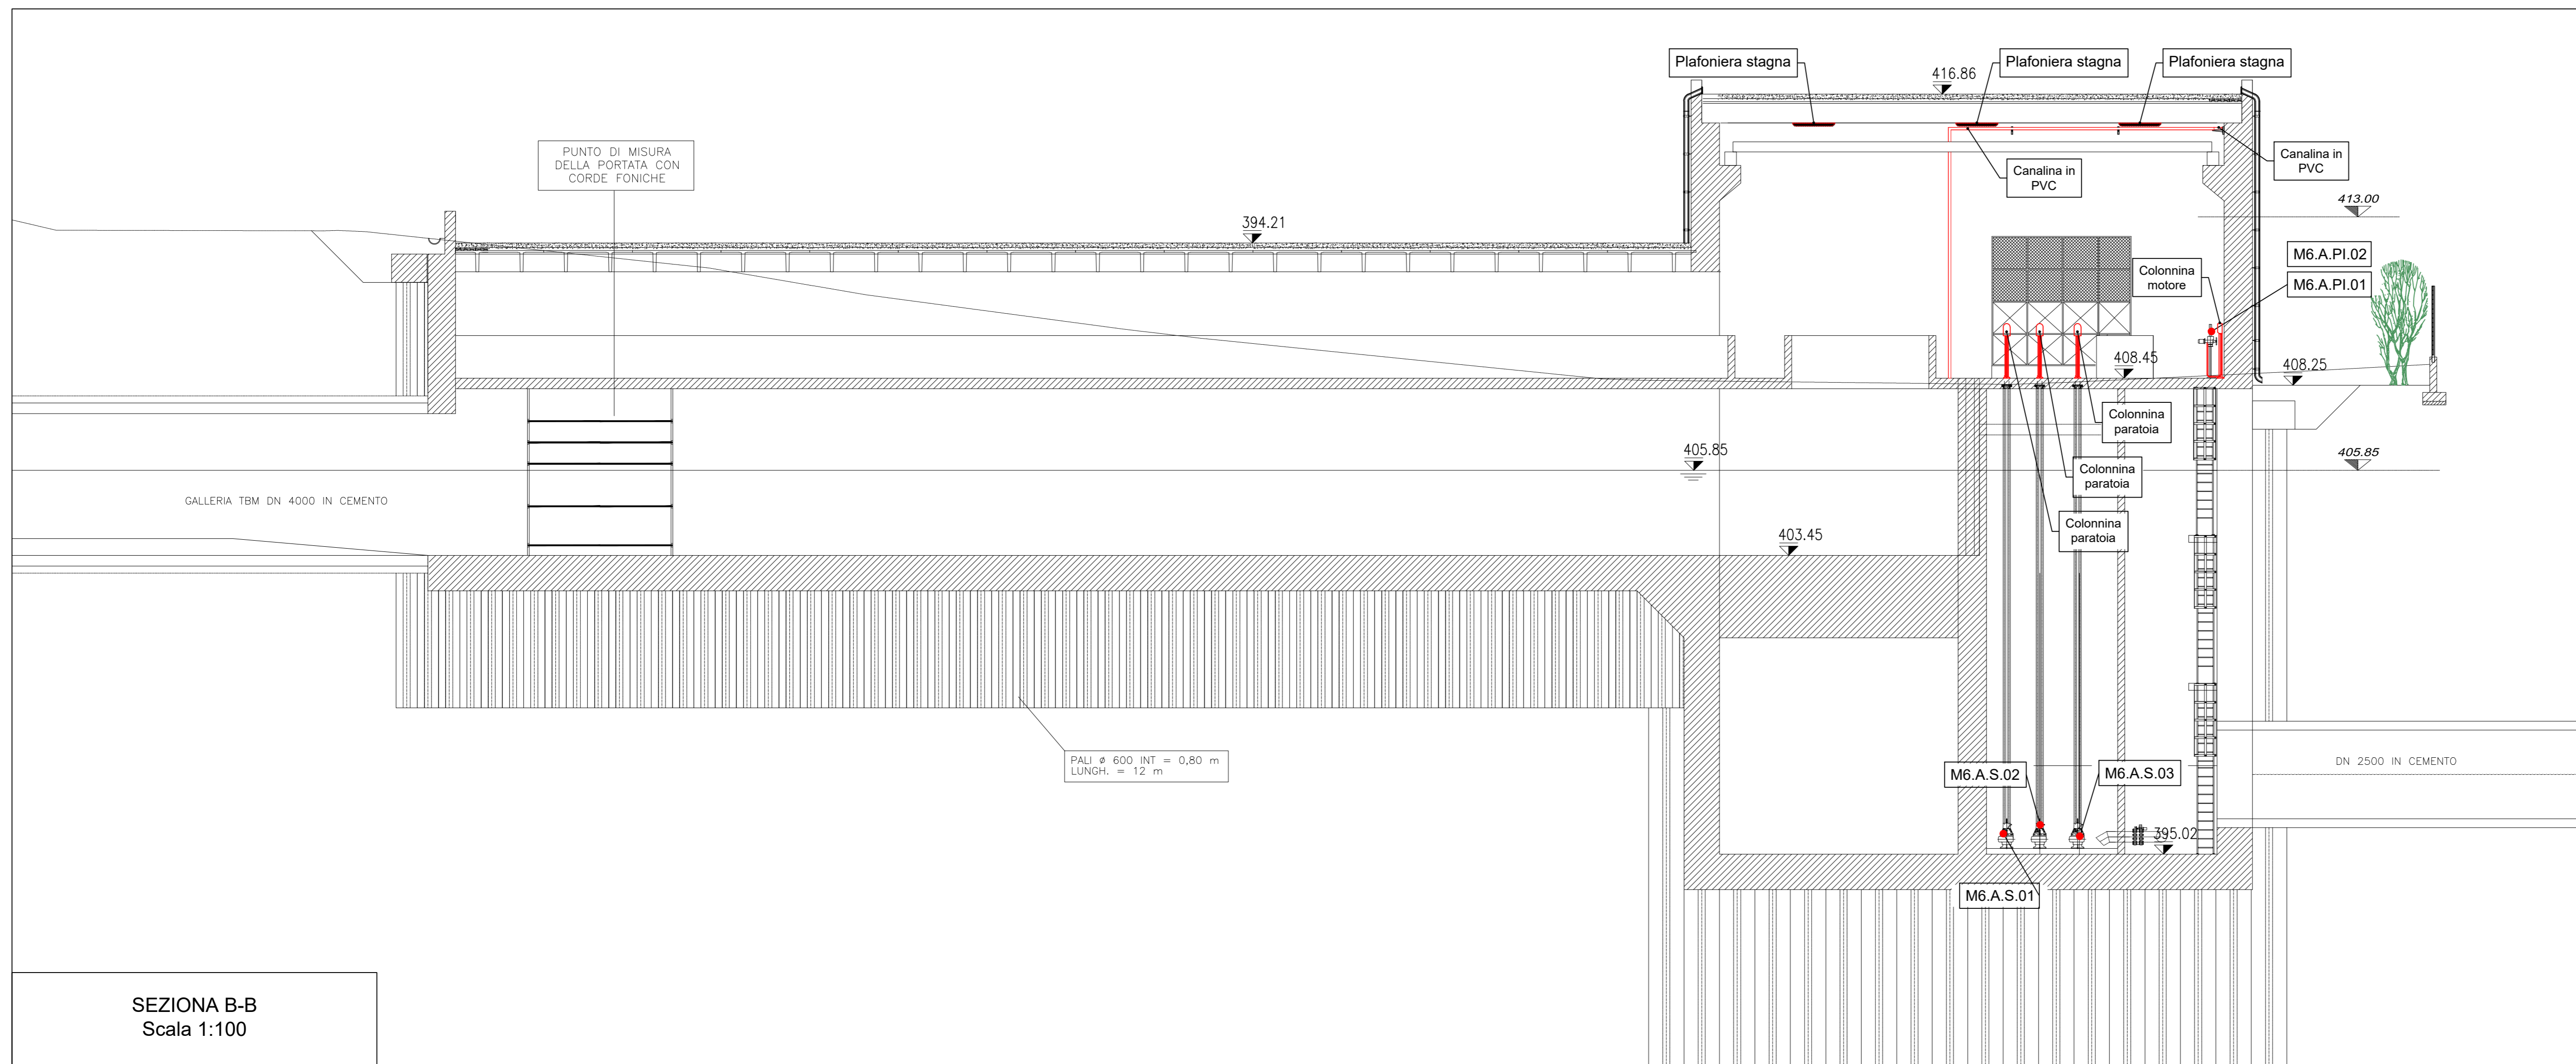 Plafoniera stagna
Plafoniera stagna
Plafoniera stagna
416.86
PUNTO DI MISURA
DELLA PORTATA CON
CORDE FONICHE
Canalina in
PVC
Canalina in
PVC
413.00
394.21
M6.A.PI.02
Colonnina
motore
M6.A.PI.01
408.45
408.25
Colonnina
paratoia
405.85
405.85
Colonnina
paratoia
GALLERIA TBM DN 4000 IN CEMENTO
Colonnina
paratoia
403.45
PALI ø 600 INT = 0,80 m
LUNGH. = 12 m
DN 2500 IN CEMENTO
M6.A.S.02
M6.A.S.03
395.02
M6.A.S.01
SEZIONA B-B
Scala 1:100